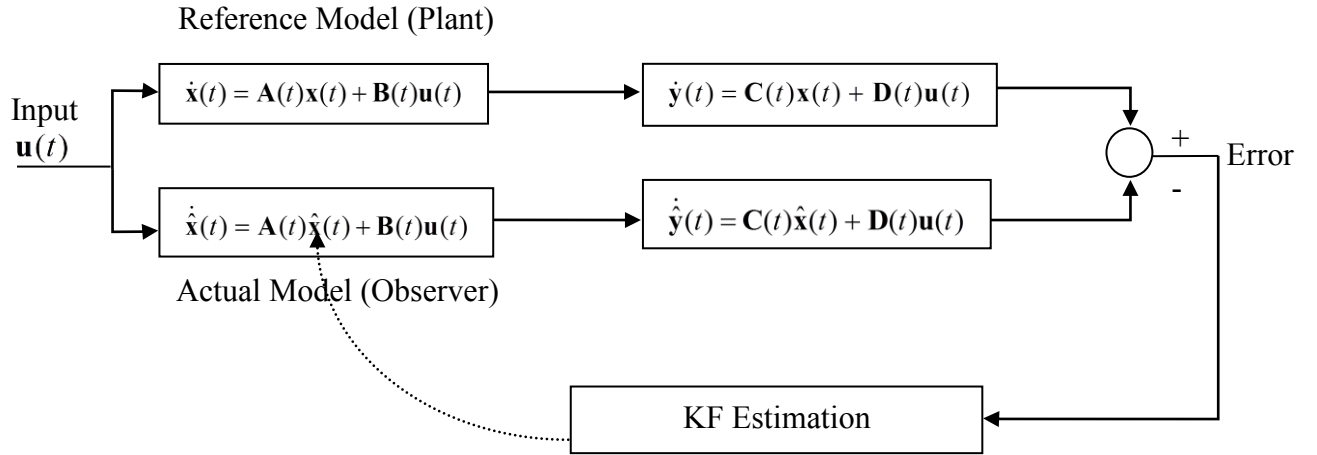 Reference Model (Plant)
Input
u(t)
ẋ(t) = A(t)x(t) + B(t)u(t)
ẏ(t) = C(t)x(t) + D(t)u(t)
+
-
Error
x̂̇(t) = A(t)x̂(t) + B(t)u(t)
ŷ̇(t) = C(t)x̂(t) + D(t)u(t)
Actual Model (Observer)
KF Estimation